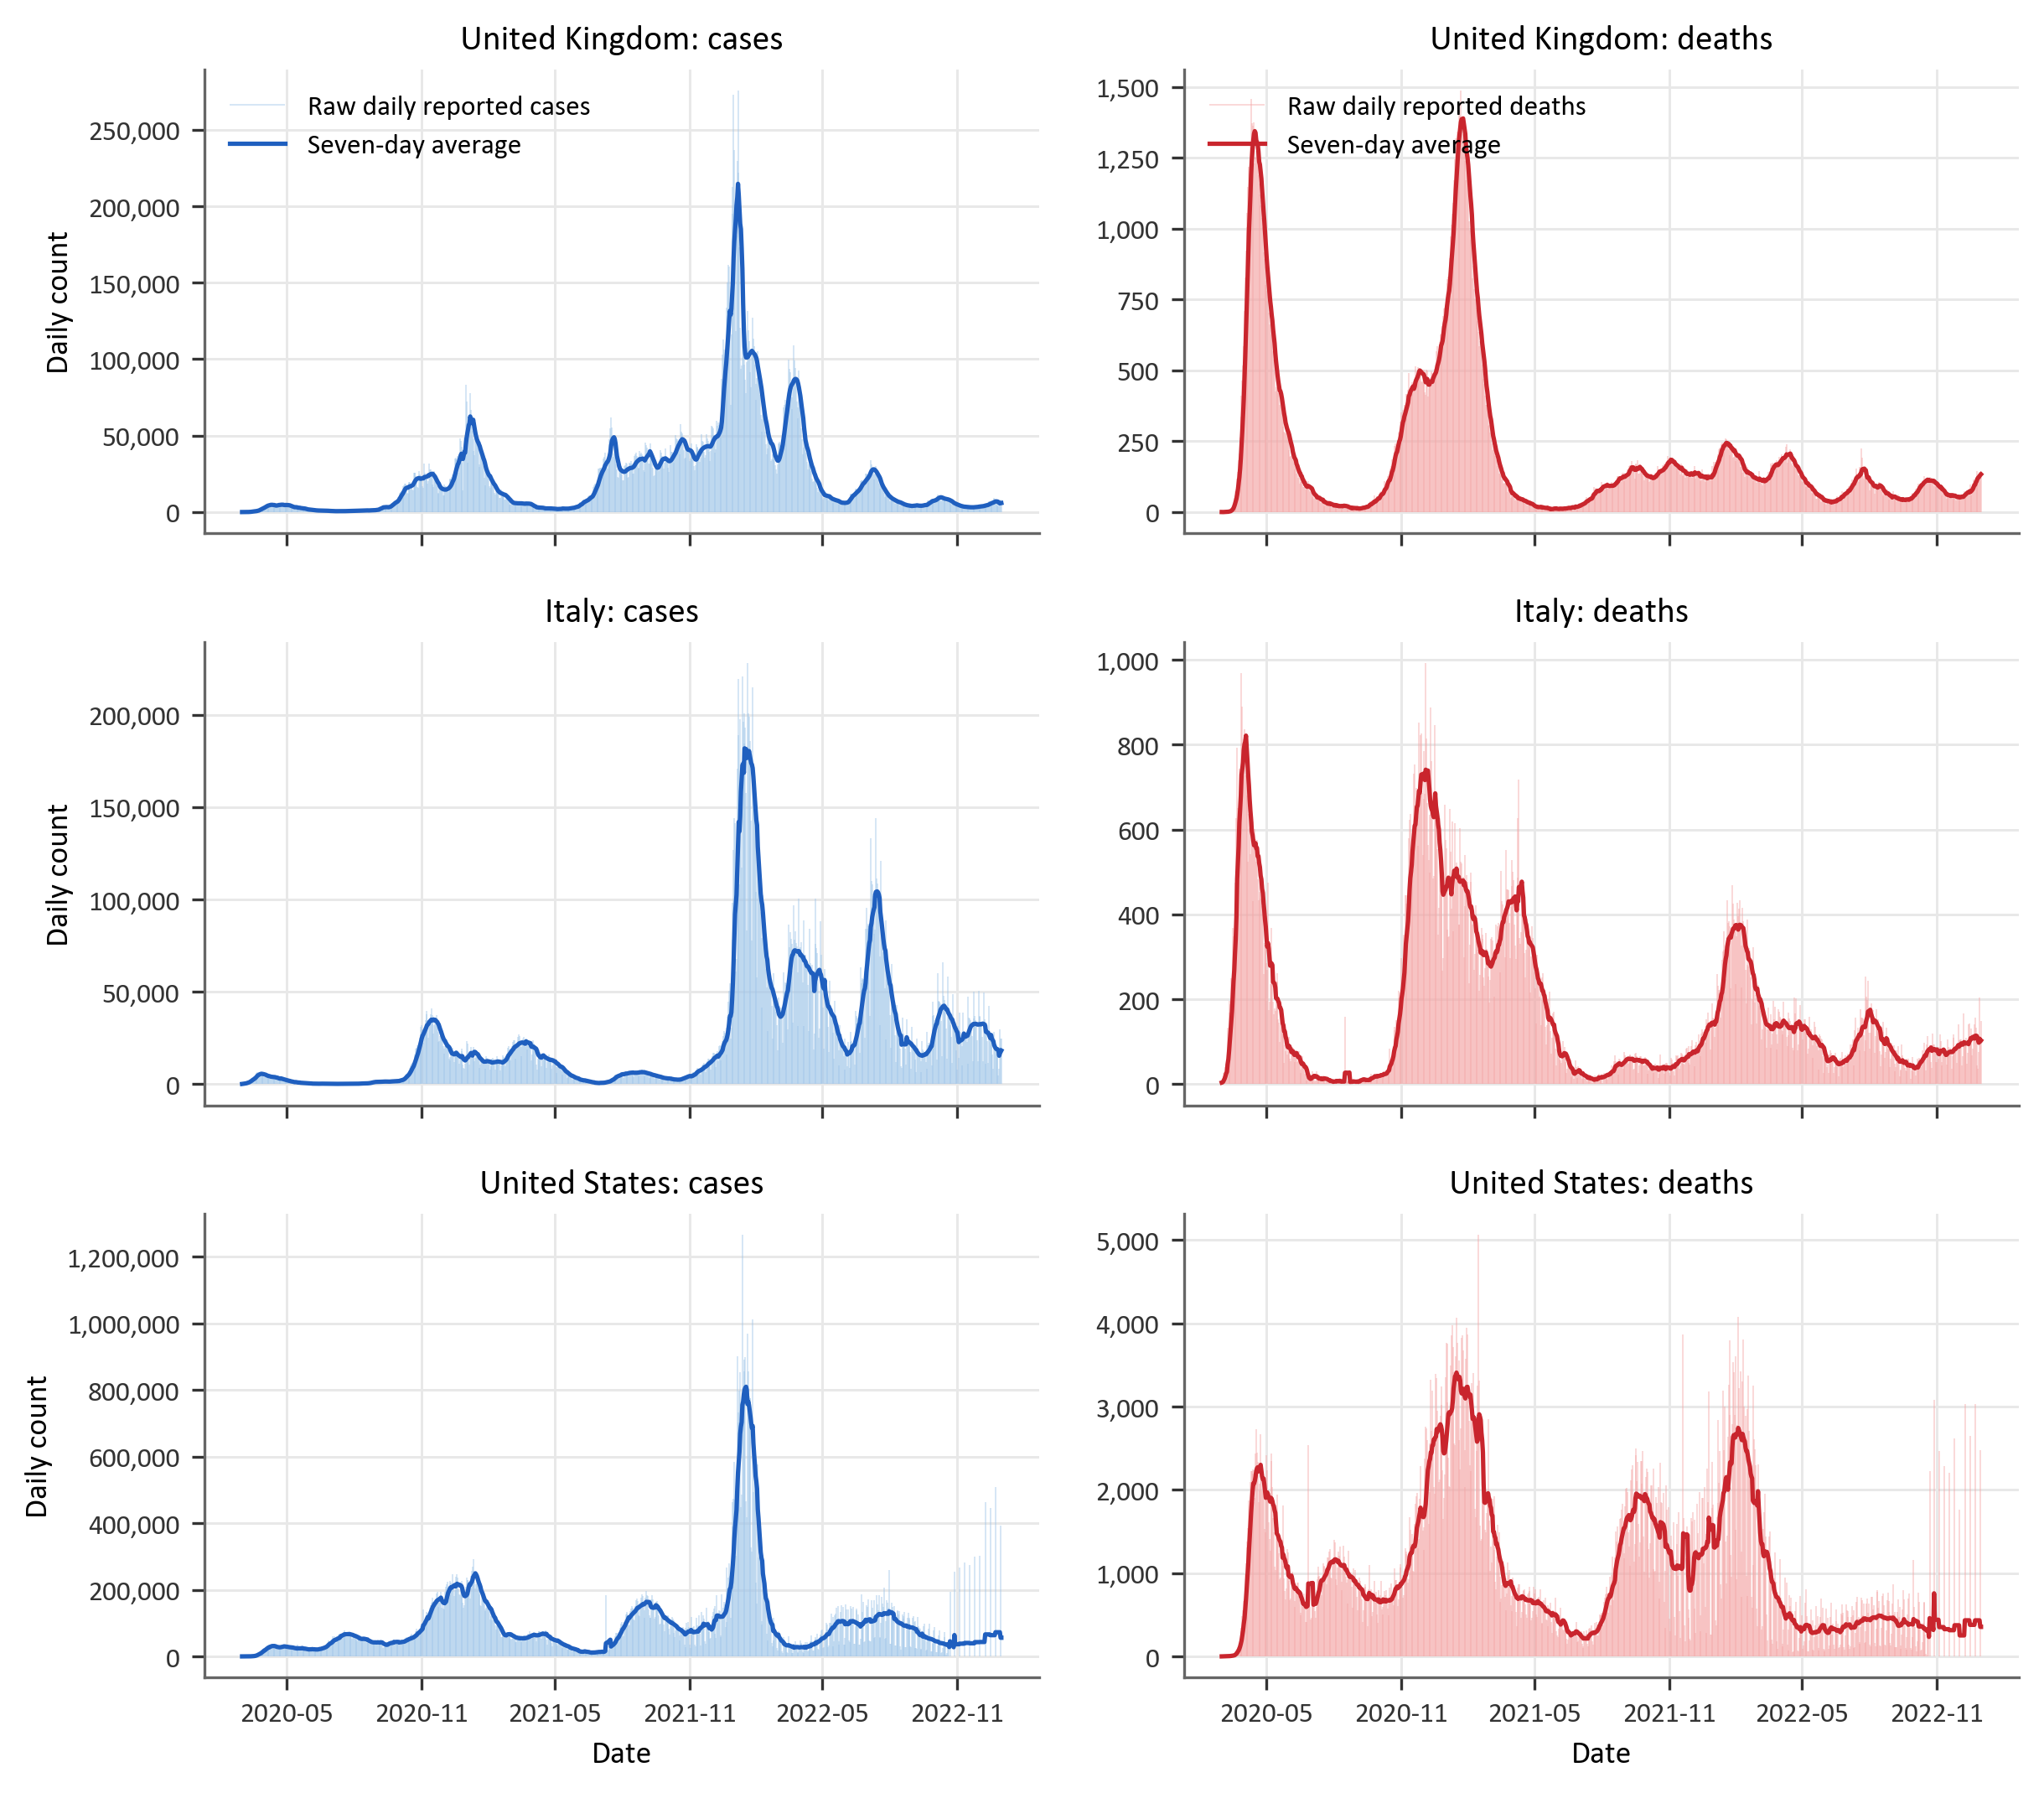 United Kingdom: cases
United Kingdom: deaths
Raw daily reported cases
Seven-day average
Raw daily reported deaths
Seven-day average
Daily count
250,000
200,000
150,000
100,000
50,000
0
1,500
1,250
1,000
750
500
250
0
Italy: cases
Italy: deaths
Daily count
200,000
150,000
100,000
50,000
0
1,000
800
600
400
200
0
United States: cases
United States: deaths
Daily count
1,200,000
1,000,000
800,000
600,000
400,000
200,000
0
5,000
4,000
3,000
2,000
1,000
0
2020-05 2020-11 2021-05 2021-11 2022-05 2022-11
2020-05 2020-11 2021-05 2021-11 2022-05 2022-11
Date
Date